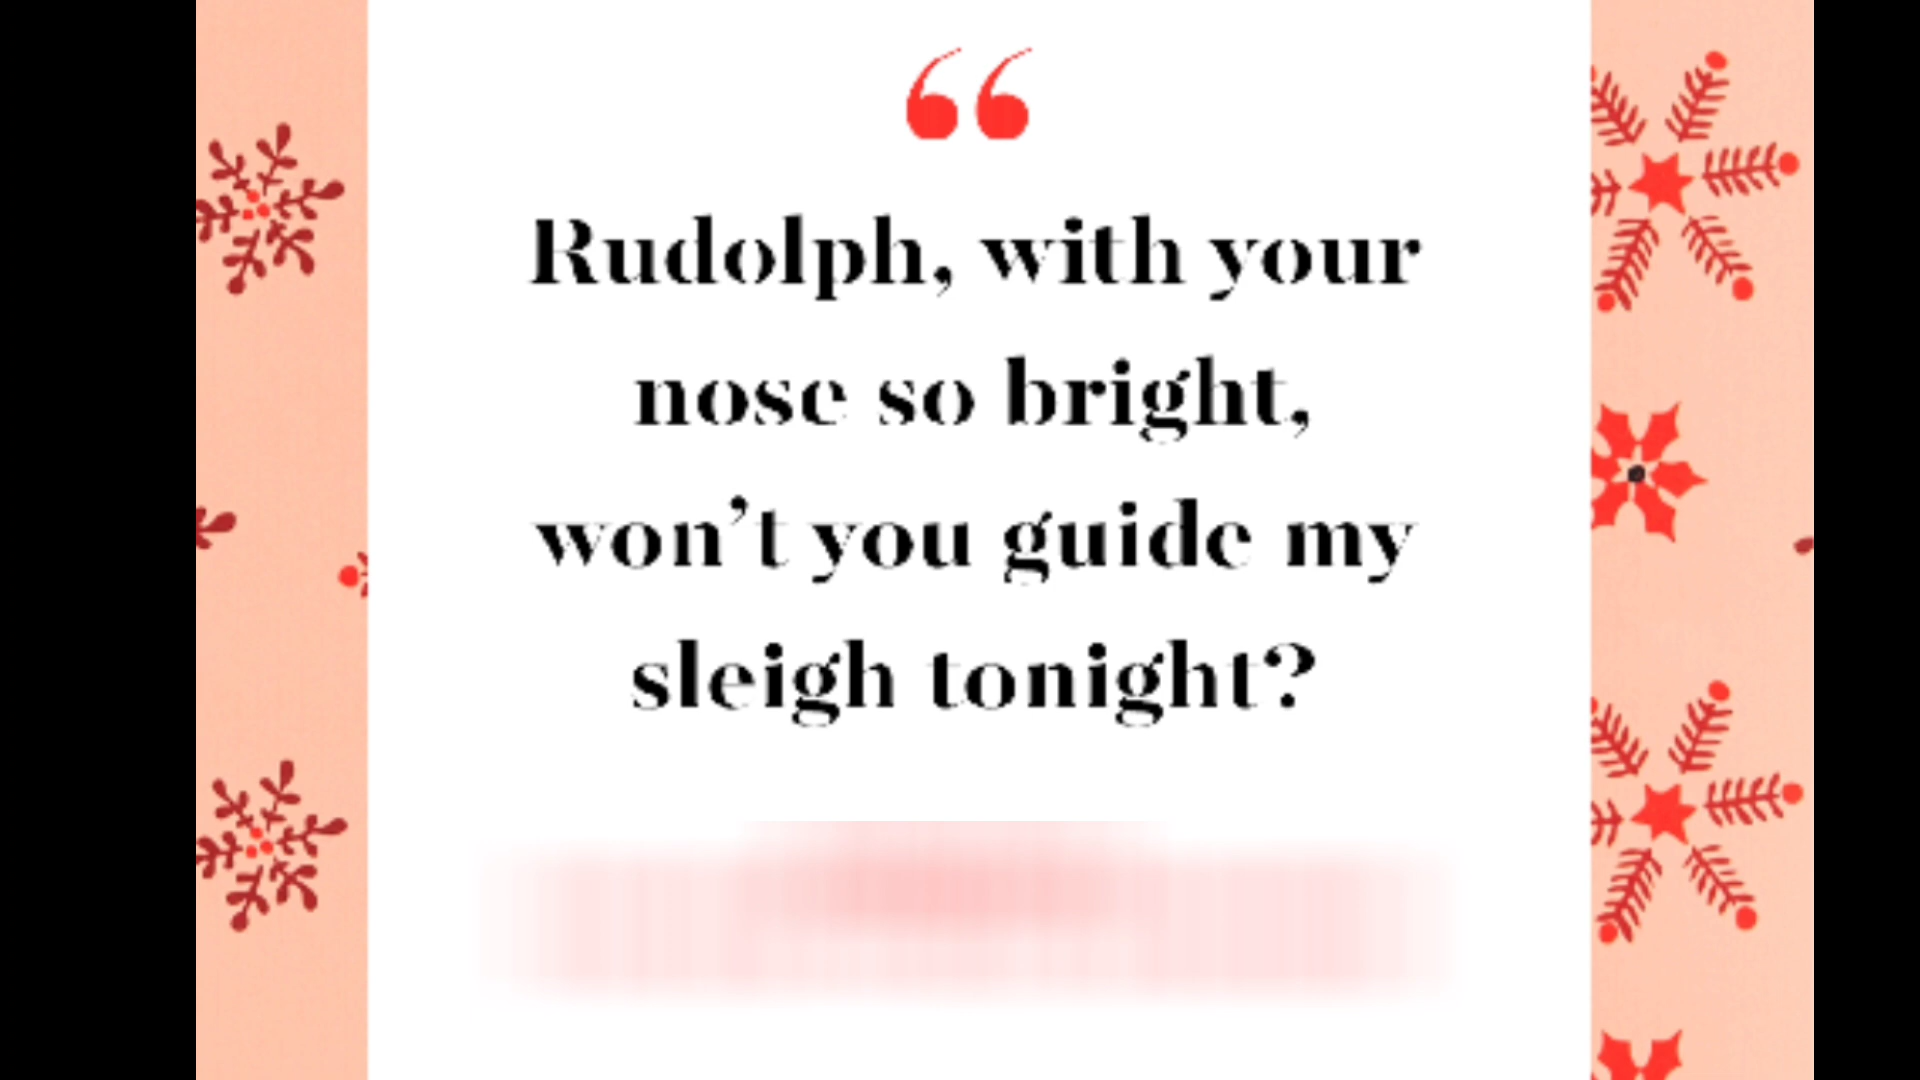 “
Rudolph, with your
nose so bright,
won’t you guide my
sleigh tonight?